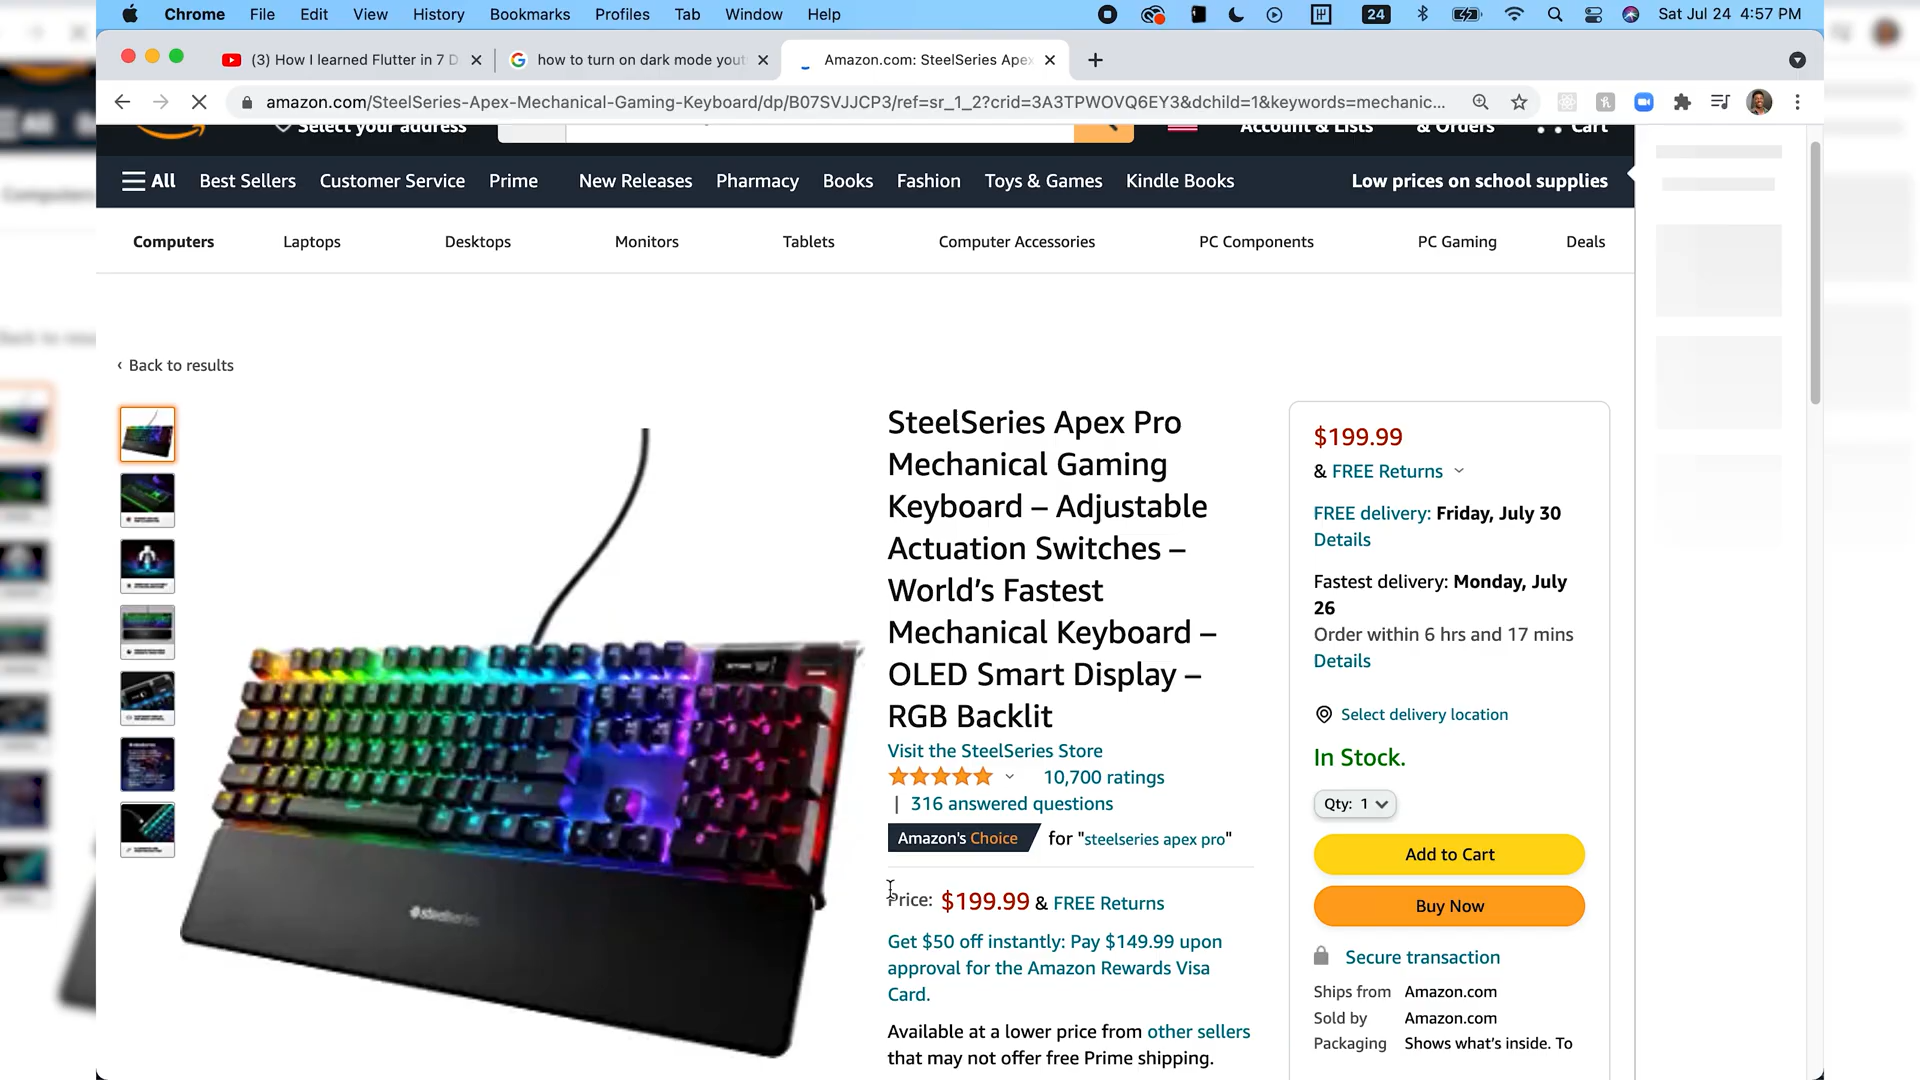 Chrome File Edit View History Bookmarks Profiles Tab Window Help 24 Sat Jul 24 4:57 PM
(3) How I learned Flutter in 7 D
how to turn on dark mode yout
Amazon.com: SteelSeries Apex
amazon.com/SteelSeries-Apex-Mechanical-Gaming-Keyboard/dp/B07SVJJCP3/ref=sr_1_2?crid=3A3TPWOVQ6EY3&dchild=1&keywords=mechanic...
Select your address Account & Lists & Orders Cart
All Best Sellers Customer Service Prime New Releases Pharmacy Books Fashion Toys & Games Kindle Books Low prices on school supplies
Computers Laptops Desktops Monitors Tablets Computer Accessories PC Components PC Gaming Deals
‹ Back to results
SteelSeries Apex Pro
Mechanical Gaming
Keyboard – Adjustable
Actuation Switches –
World's Fastest
Mechanical Keyboard –
OLED Smart Display –
RGB Backlit
Visit the SteelSeries Store
10,700 ratings
| 316 answered questions
Amazon's Choice for "steelseries apex pro"
Price: $199.99 & FREE Returns
Get $50 off instantly: Pay $149.99 upon
approval for the Amazon Rewards Visa
Card.
Available at a lower price from other sellers
that may not offer free Prime shipping.
steelseries
$199.99
& FREE Returns
FREE delivery: Friday, July 30
Details
Fastest delivery: Monday, July
26
Order within 6 hrs and 17 mins
Details
Select delivery location
In Stock.
Qty: 1
Add to Cart
Buy Now
Secure transaction
Ships from Amazon.com
Sold by Amazon.com
Packaging Shows what's inside. To